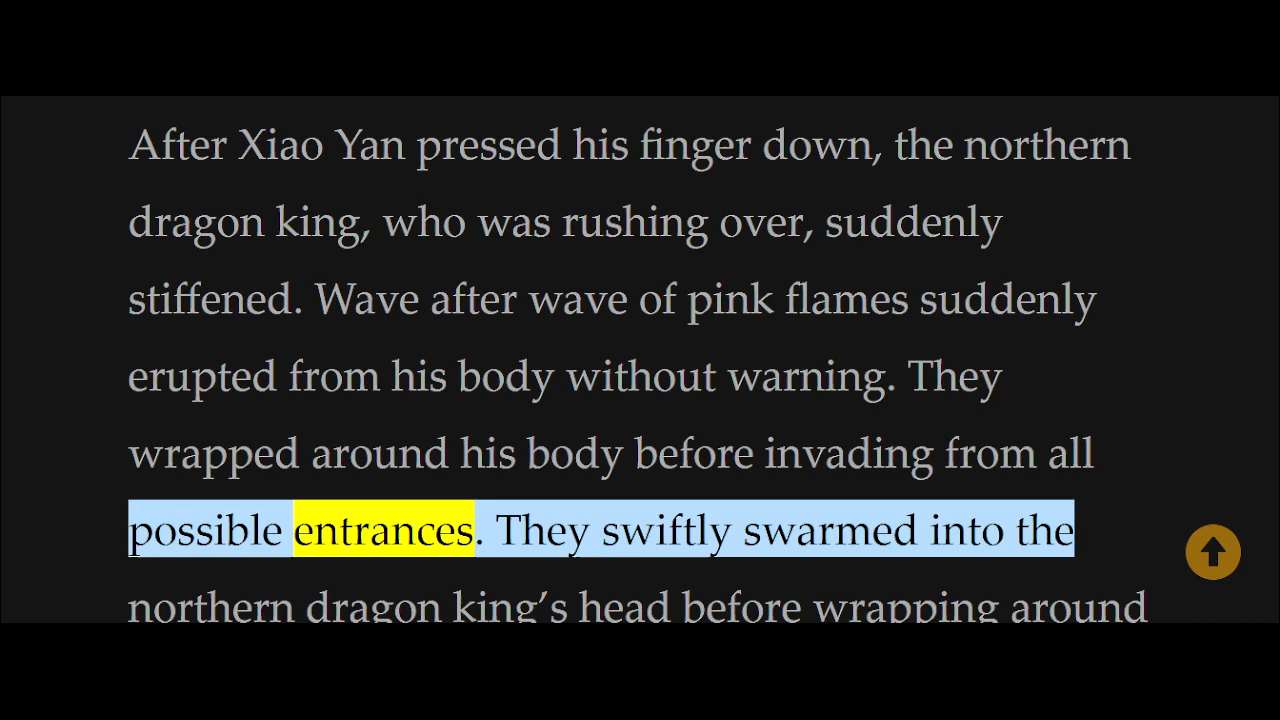 After Xiao Yan pressed his finger down, the northern
dragon king, who was rushing over, suddenly
stiffened. Wave after wave of pink flames suddenly
erupted from his body without warning. They
wrapped around his body before invading from all
possible entrances. They swiftly swarmed into the
northern dragon king’s head before wrapping around